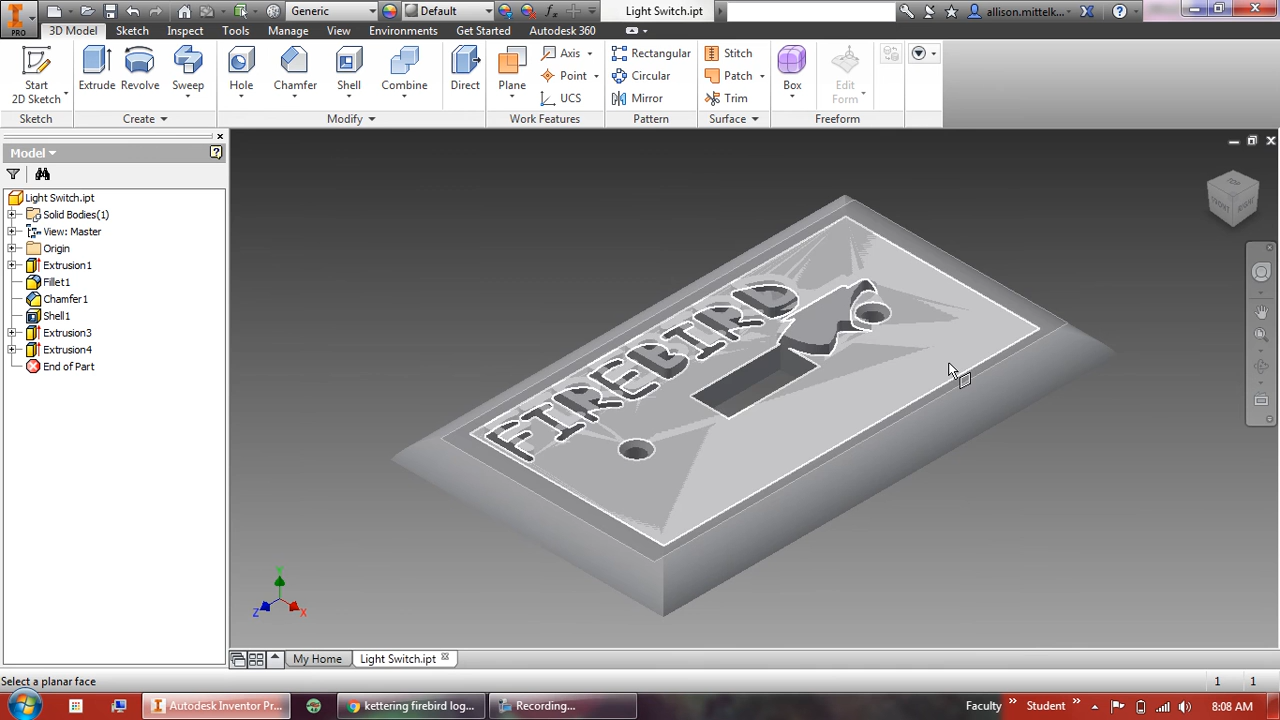 PRO
Generic
Default
Light Switch.ipt
allison.mittelk...
3D Model
Sketch
Inspect
Tools
Manage
View
Environments
Get Started
Autodesk 360
Start
2D Sketch
Extrude
Revolve
Sweep
Hole
Chamfer
Shell
Combine
Direct
Plane
Axis
Point
UCS
Rectangular
Circular
Mirror
Stitch
Patch
Trim
Box
Edit
Form
Sketch
Create
Modify
Work Features
Pattern
Surface
Freeform
Model
Light Switch.ipt
Solid Bodies(1)
View: Master
Origin
Extrusion1
Fillet1
Chamfer1
Shell1
Extrusion3
Extrusion4
End of Part
FIREBIRD
TOP
FRONT
RIGHT
Y
Z
X
My Home
Light Switch.ipt
Select a planar face
1
1
Autodesk Inventor Pr...
kettering firebird log...
Recording...
Faculty
Student
8:08 AM